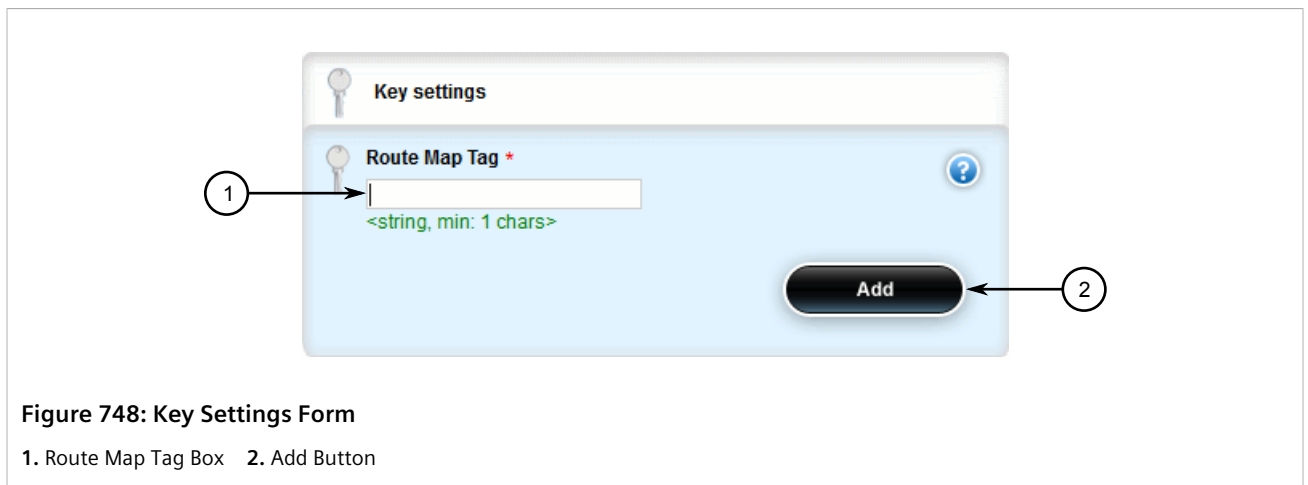 Key settings
Route Map Tag *
?
1
<string, min: 1 chars>
Add
2
Figure 748: Key Settings Form
1. Route Map Tag Box 2. Add Button